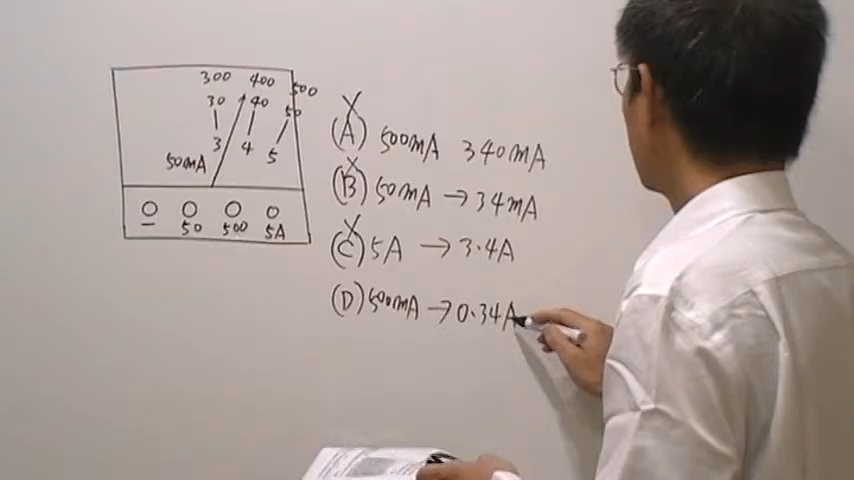 300 400 500
30 40 50
3 4 5
50mA
— 50 500 5A
X
(A) 500mA 340mA
X
(B) 50mA → 34mA
X
(C) 5A → 3.4A
(D) 500mA → 0.34A